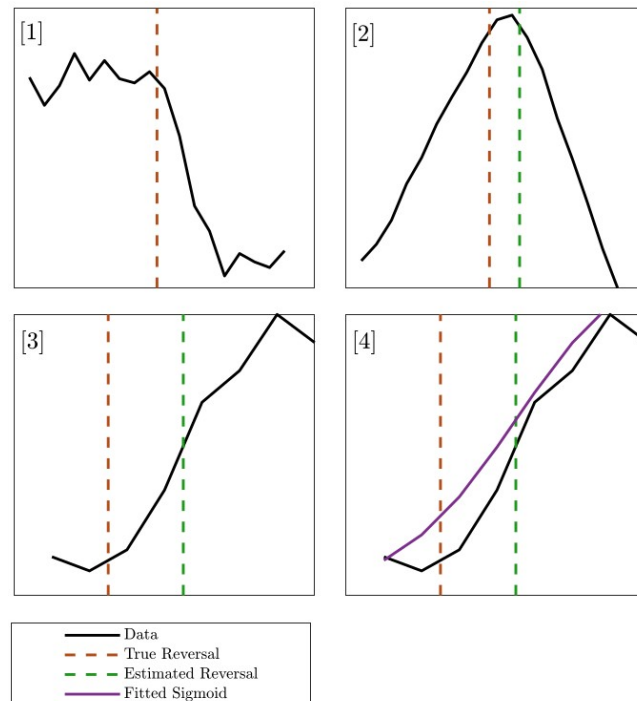 [1]
[2]
[3]
[4]
Data
True Reversal
Estimated Reversal
Fitted Sigmoid